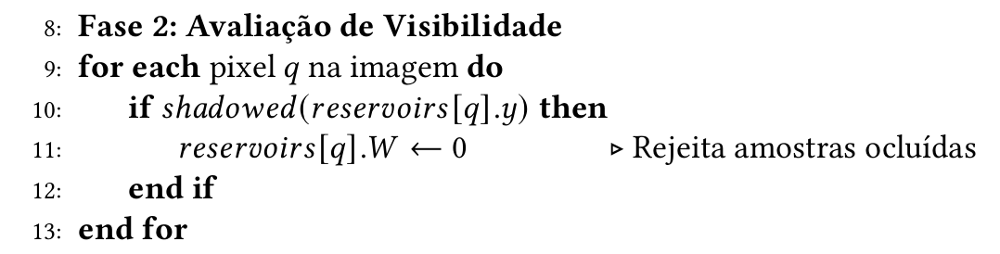 8: Fase 2: Avaliação de Visibilidade
9: for each pixel q na imagem do
10: if shadowed(reservoirs[q].y) then
11: reservoirs[q].W ← 0 ▹ Rejeita amostras ocluídas
12: end if
13: end for